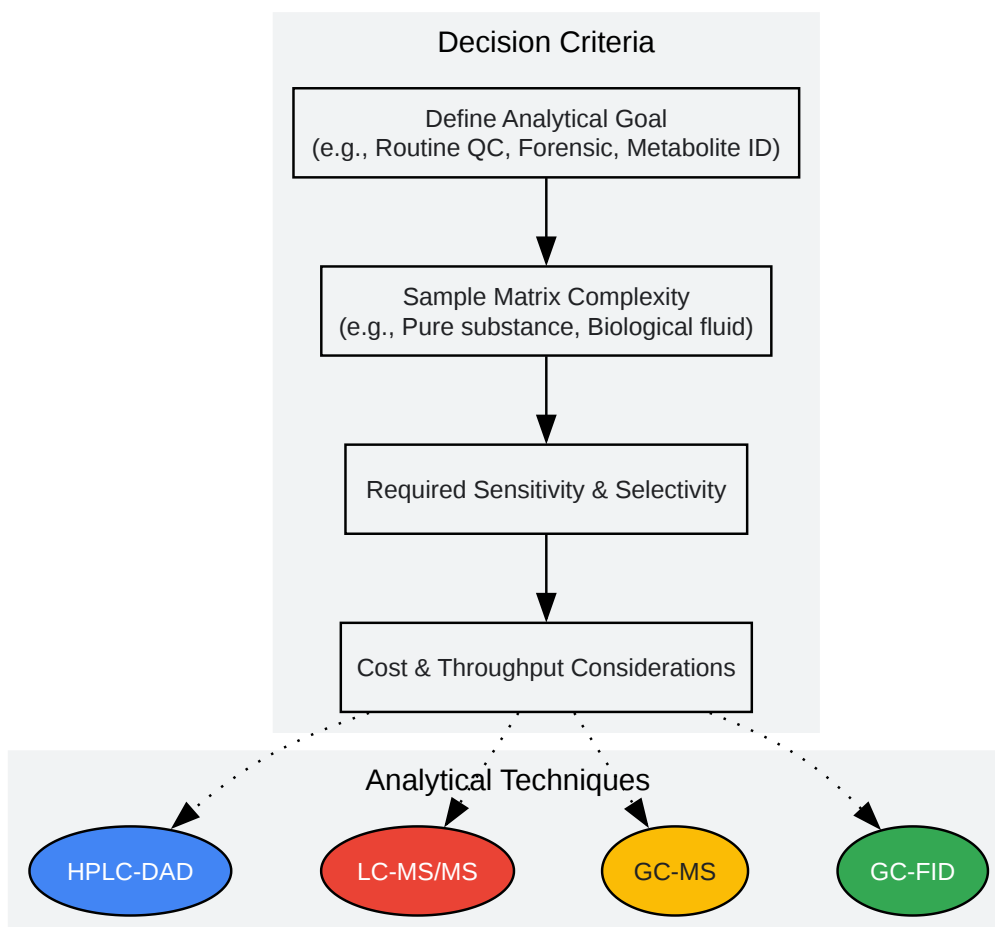 Decision Criteria
Define Analytical Goal
(e.g., Routine QC, Forensic, Metabolite ID)
Sample Matrix Complexity
(e.g., Pure substance, Biological fluid)
Required Sensitivity & Selectivity
Cost & Throughput Considerations
Analytical Techniques
HPLC-DAD
LC-MS/MS
GC-MS
GC-FID